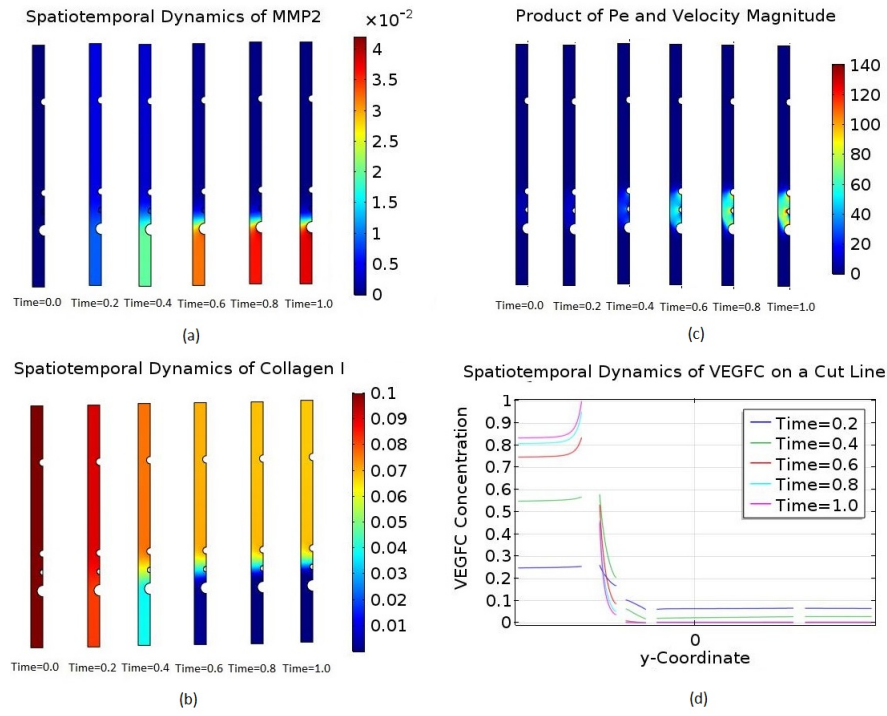 Spatiotemporal Dynamics of MMP2
×10⁻²
4
3.5
3
2.5
2
1.5
1
0.5
0
Time=0.0 Time=0.2 Time=0.4 Time=0.6 Time=0.8 Time=1.0
(a)
Product of Pe and Velocity Magnitude
140
120
100
80
60
40
20
0
Time=0.0 Time=0.2 Time=0.4 Time=0.6 Time=0.8 Time=1.0
(c)
Spatiotemporal Dynamics of Collagen I
0.1
0.09
0.08
0.07
0.06
0.05
0.04
0.03
0.02
0.01
Time=0.0 Time=0.2 Time=0.4 Time=0.6 Time=0.8 Time=1.0
(b)
Spatiotemporal Dynamics of VEGFC on a Cut Line
VEGFC Concentration
1
0.9
0.8
0.7
0.6
0.5
0.4
0.3
0.2
0.1
0
Time=0.2
Time=0.4
Time=0.6
Time=0.8
Time=1.0
0
y-Coordinate
(d)